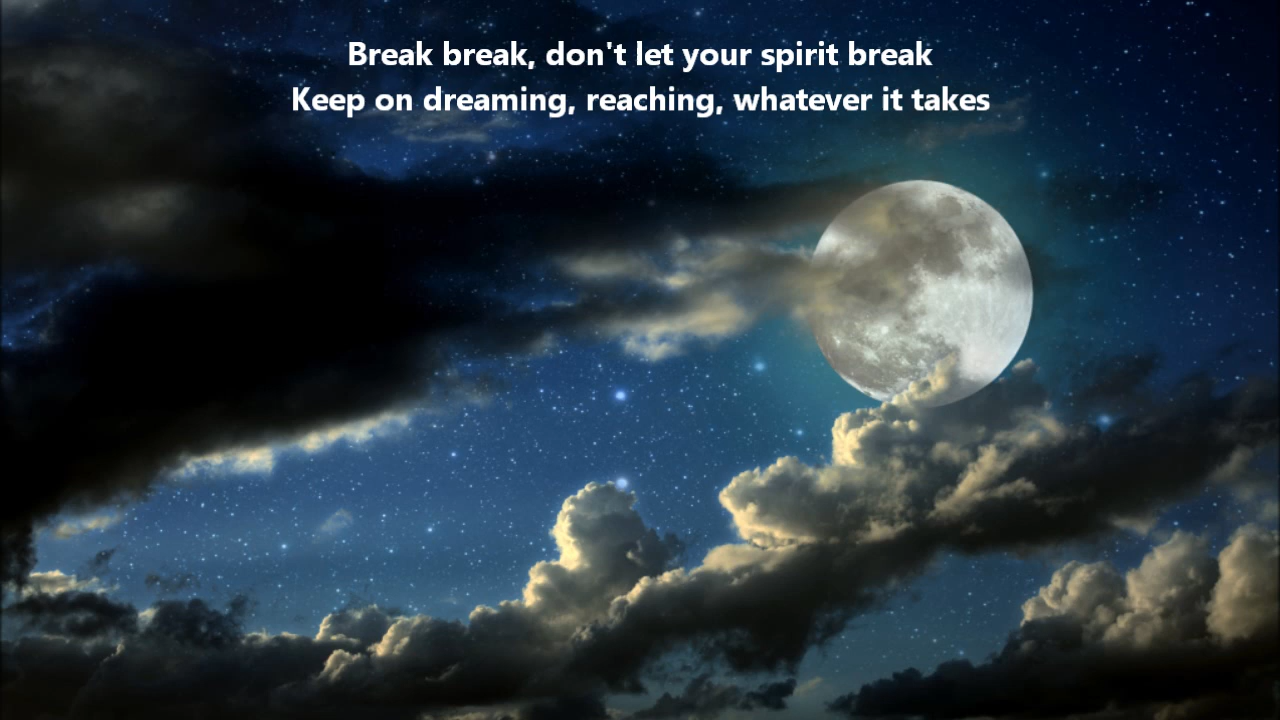 Break break, don't let your spirit break
Keep on dreaming, reaching, whatever it takes